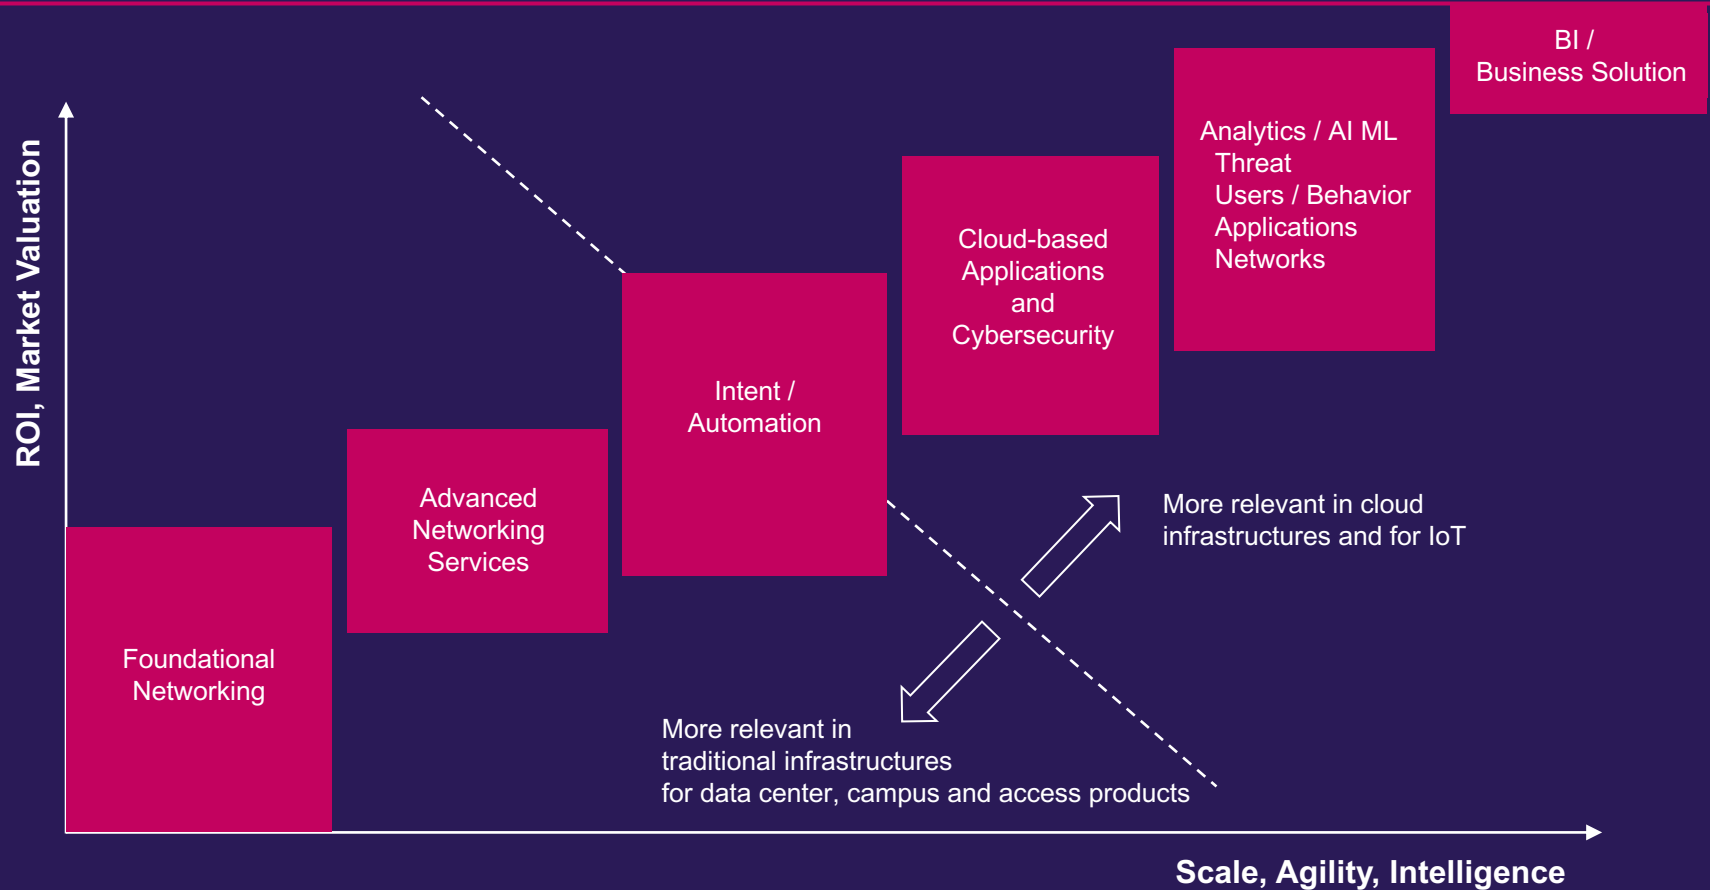 BI /
Business Solution
Analytics / AI ML
Threat
Users / Behavior
Applications
Networks
Cloud-based
Applications
and
Cybersecurity
Intent /
Automation
Advanced
Networking
Services
Foundational
Networking
ROI, Market Valuation
More relevant in cloud
infrastructures and for IoT
More relevant in
traditional infrastructures
for data center, campus and access products
Scale, Agility, Intelligence